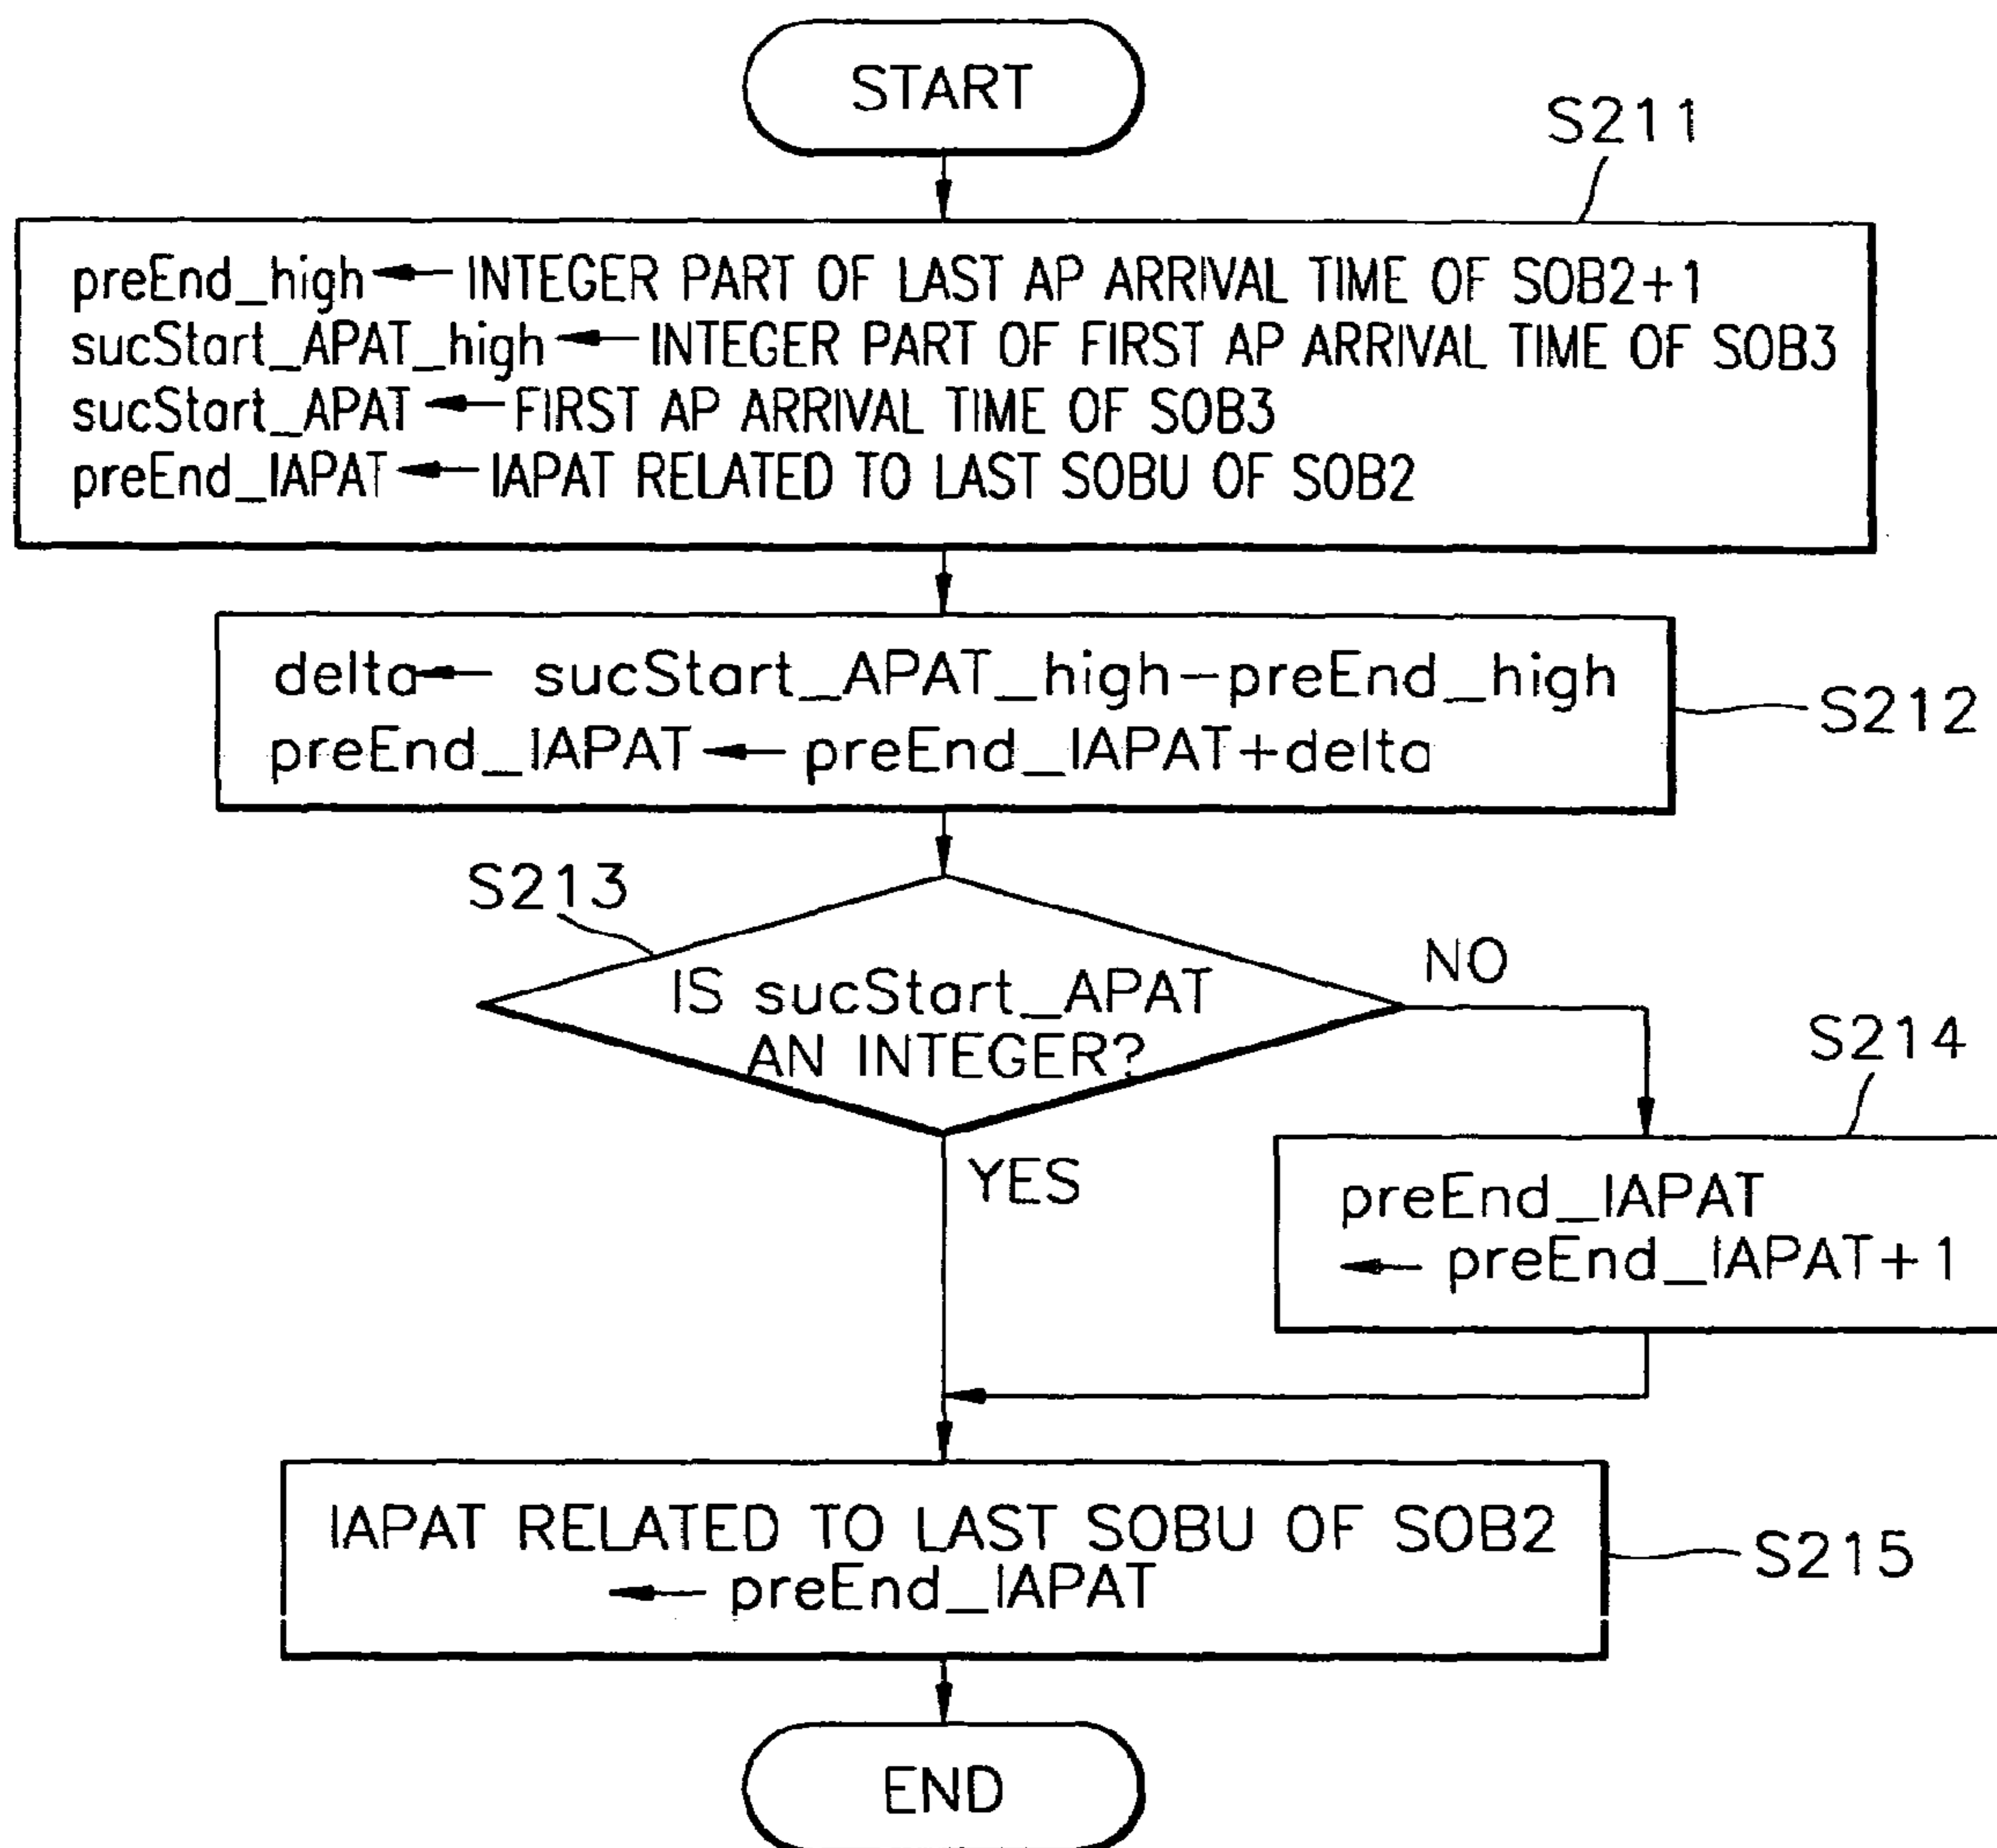 START
S211
preEnd_high ← INTEGER PART OF LAST AP ARRIVAL TIME OF SOB2+1
sucStart_APAT_high ← INTEGER PART OF FIRST AP ARRIVAL TIME OF SOB3
sucStart_APAT ← FIRST AP ARRIVAL TIME OF SOB3
preEnd_IAPAT ← IAPAT RELATED TO LAST SOBU OF SOB2
delta ← sucStart_APAT_high-preEnd_high
preEnd_IAPAT ← preEnd_IAPAT+delta
S212
S213
IS sucStart_APAT
AN INTEGER?
NO
YES
S214
preEnd_IAPAT
← preEnd_IAPAT+1
IAPAT RELATED TO LAST SOBU OF SOB2
← preEnd_IAPAT
S215
END